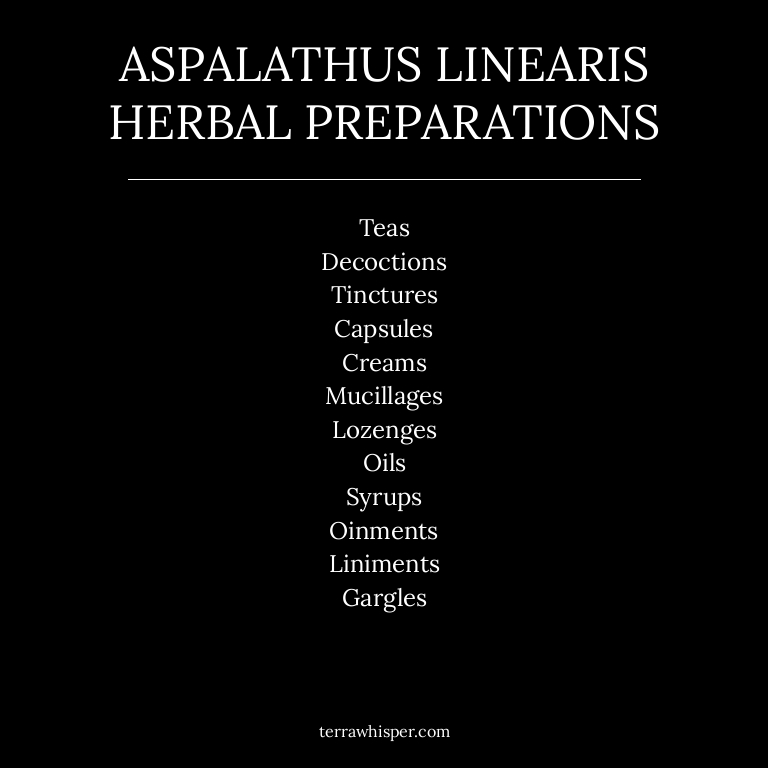 ASPALATHUS LINEARIS
HERBAL PREPARATIONS
Teas
Decoctions
Tinctures
Capsules
Creams
Mucillages
Lozenges
Oils
Syrups
Oinments
Liniments
Gargles
terrawhisper.com